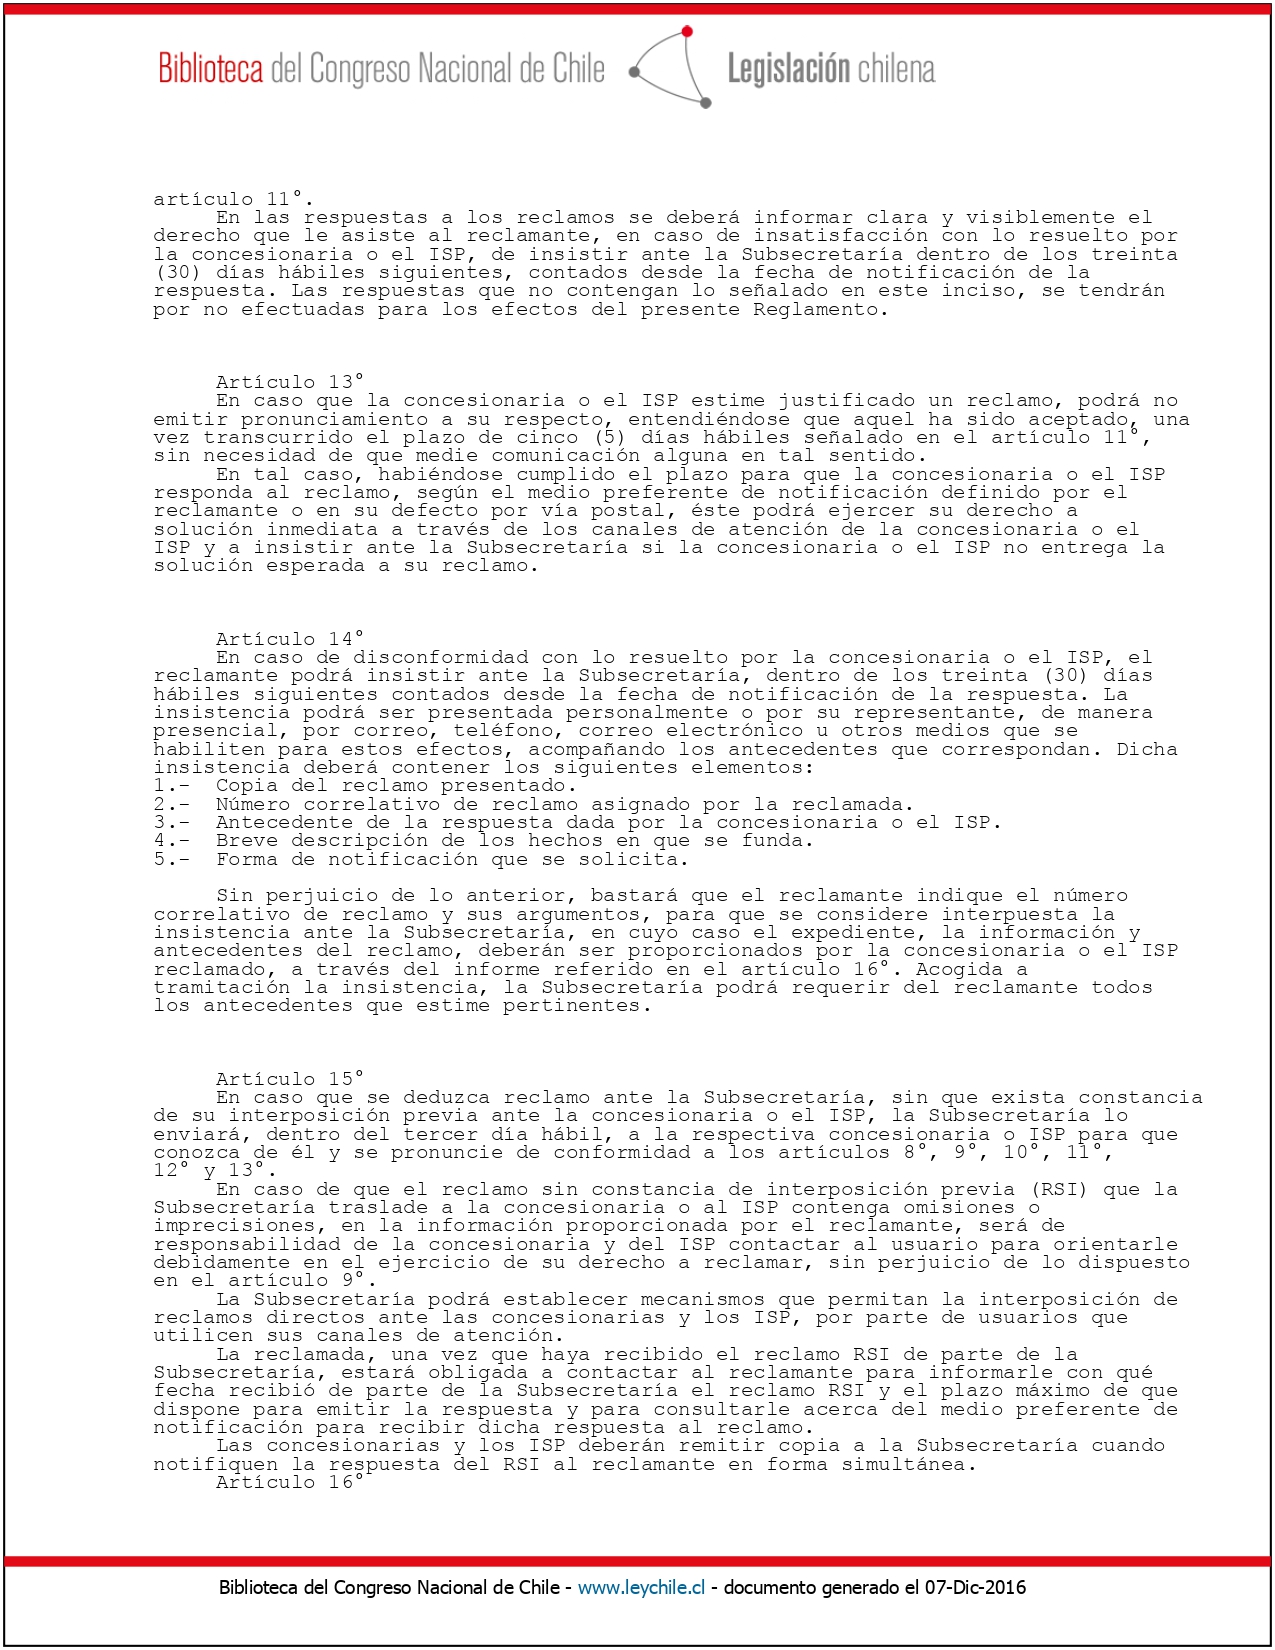 Biblioteca del Congreso Nacional de Chile Legislación chilena
artículo 11°.
En las respuestas a los reclamos se deberá informar clara y visiblemente el
derecho que le asiste al reclamante, en caso de insatisfacción con lo resuelto por
la concesionaria o el ISP, de insistir ante la Subsecretaría dentro de los treinta
(30) días hábiles siguientes, contados desde la fecha de notificación de la
respuesta. Las respuestas que no contengan lo señalado en este inciso, se tendrán
por no efectuadas para los efectos del presente Reglamento.
Artículo 13°
En caso que la concesionaria o el ISP estime justificado un reclamo, podrá no
emitir pronunciamiento a su respecto, entendiéndose que aquel ha sido aceptado, una
vez transcurrido el plazo de cinco (5) días hábiles señalado en el artículo 11°,
sin necesidad de que medie comunicación alguna en tal sentido.
En tal caso, habiéndose cumplido el plazo para que la concesionaria o el ISP
responda al reclamo, según el medio preferente de notificación definido por el
reclamante o en su defecto por vía postal, éste podrá ejercer su derecho a
solución inmediata a través de los canales de atención de la concesionaria o el
ISP y a insistir ante la Subsecretaría si la concesionaria o el ISP no entrega la
solución esperada a su reclamo.
Artículo 14°
En caso de disconformidad con lo resuelto por la concesionaria o el ISP, el
reclamante podrá insistir ante la Subsecretaría, dentro de los treinta (30) días
hábiles siguientes contados desde la fecha de notificación de la respuesta. La
insistencia podrá ser presentada personalmente o por su representante, de manera
presencial, por correo, teléfono, correo electrónico u otros medios que se
habiliten para estos efectos, acompañando los antecedentes que correspondan. Dicha
insistencia deberá contener los siguientes elementos:
1.- Copia del reclamo presentado.
2.- Número correlativo de reclamo asignado por la reclamada.
3.- Antecedente de la respuesta dada por la concesionaria o el ISP.
4.- Breve descripción de los hechos en que se funda.
5.- Forma de notificación que se solicita.
Sin perjuicio de lo anterior, bastará que el reclamante indique el número
correlativo de reclamo y sus argumentos, para que se considere interpuesta la
insistencia ante la Subsecretaría, en cuyo caso el expediente, la información y
antecedentes del reclamo, deberán ser proporcionados por la concesionaria o el ISP
reclamado, a través del informe referido en el artículo 16°. Acogida a
tramitación la insistencia, la Subsecretaría podrá requerir del reclamante todos
los antecedentes que estime pertinentes.
Artículo 15°
En caso que se deduzca reclamo ante la Subsecretaría, sin que exista constancia
de su interposición previa ante la concesionaria o el ISP, la Subsecretaría lo
enviará, dentro del tercer día hábil, a la respectiva concesionaria o ISP para que
conozca de él y se pronuncie de conformidad a los artículos 8°, 9°, 10°, 11°,
12° y 13°.
En caso de que el reclamo sin constancia de interposición previa (RSI) que la
Subsecretaría traslade a la concesionaria o al ISP contenga omisiones o
imprecisiones, en la información proporcionada por el reclamante, será de
responsabilidad de la concesionaria y del ISP contactar al usuario para orientarle
debidamente en el ejercicio de su derecho a reclamar, sin perjuicio de lo dispuesto
en el artículo 9°.
La Subsecretaría podrá establecer mecanismos que permitan la interposición de
reclamos directos ante las concesionarias y los ISP, por parte de usuarios que
utilicen sus canales de atención.
La reclamada, una vez que haya recibido el reclamo RSI de parte de la
Subsecretaría, estará obligada a contactar al reclamante para informarle con qué
fecha recibió de parte de la Subsecretaría el reclamo RSI y el plazo máximo de que
dispone para emitir la respuesta y para consultarle acerca del medio preferente de
notificación para recibir dicha respuesta al reclamo.
Las concesionarias y los ISP deberán remitir copia a la Subsecretaría cuando
notifiquen la respuesta del RSI al reclamante en forma simultánea.
Artículo 16°
Biblioteca del Congreso Nacional de Chile - www.leychile.cl - documento generado el 07-Dic-2016